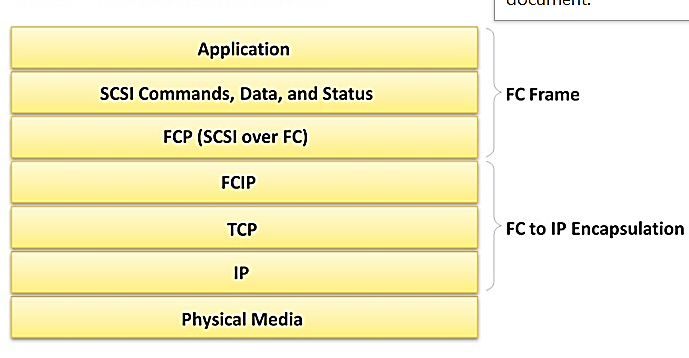 document.
Application
SCSI Commands, Data, and Status
FC Frame
FCP (SCSI over FC)
FCIP
TCP
FC to IP Encapsulation
IP
Physical Media